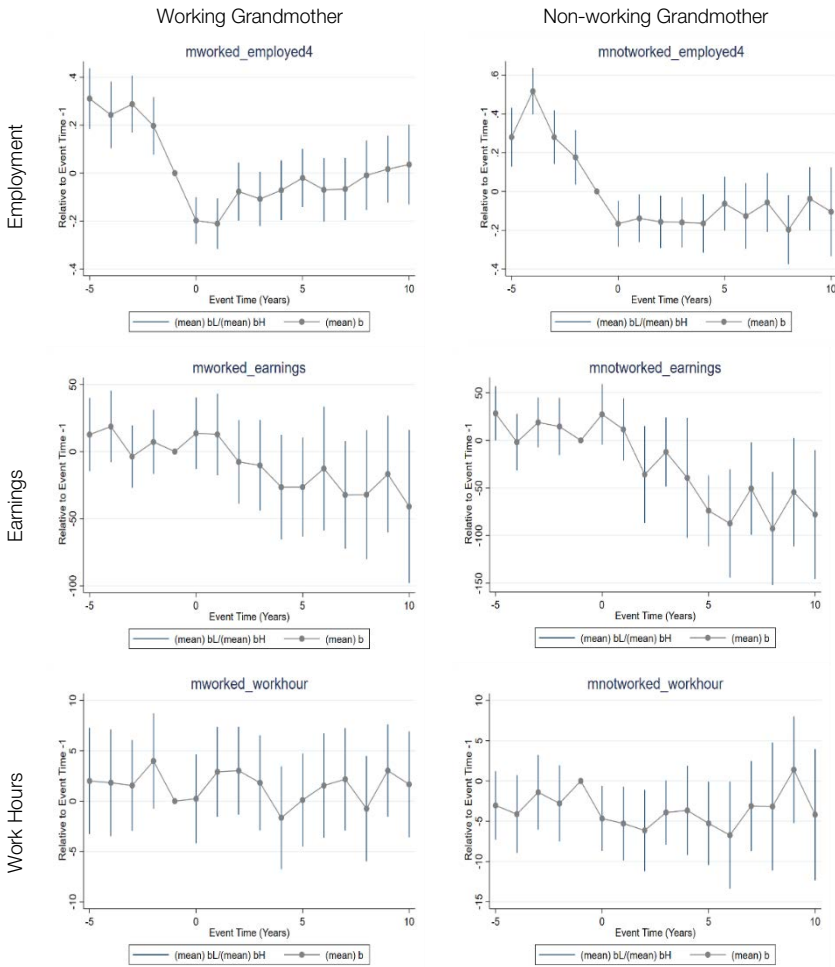 Working Grandmother
Non-working Grandmother
Employment
mworked_employed4
Relative to Event Time -1
.4
.2
0
-.2
-.4
-5
0
5
10
Event Time (Years)
(mean) bL/(mean) bH
(mean) b
mnotworked_employed4
Relative to Event Time -1
.6
.4
.2
0
-.2
-.4
-5
0
5
10
Event Time (Years)
(mean) bL/(mean) bH
(mean) b
Earnings
mworked_earnings
Relative to Event Time -1
50
0
-50
-100
-5
0
5
10
Event Time (Years)
(mean) bL/(mean) bH
(mean) b
mnotworked_earnings
Relative to Event Time -1
50
0
-50
-100
-150
-5
0
5
10
Event Time (Years)
(mean) bL/(mean) bH
(mean) b
Work Hours
mworked_workhour
Relative to Event Time -1
10
5
0
-5
-10
-5
0
5
10
Event Time (Years)
(mean) bL/(mean) bH
(mean) b
mnotworked_workhour
Relative to Event Time -1
10
5
0
-5
-10
-15
-5
0
5
10
Event Time (Years)
(mean) bL/(mean) bH
(mean) b